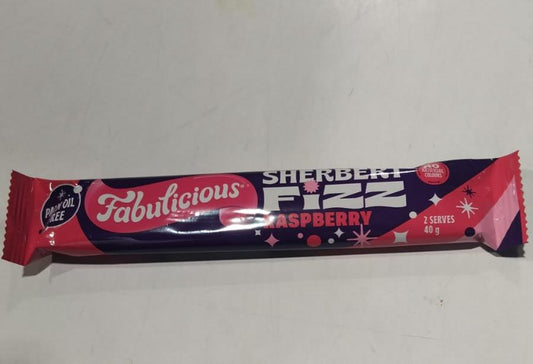 PALM OIL
FREE
Fabulicious
SHERBERT
FIZZ
RASPBERRY
NO
ARTIFICIAL
COLOURS
2 SERVES
40 g